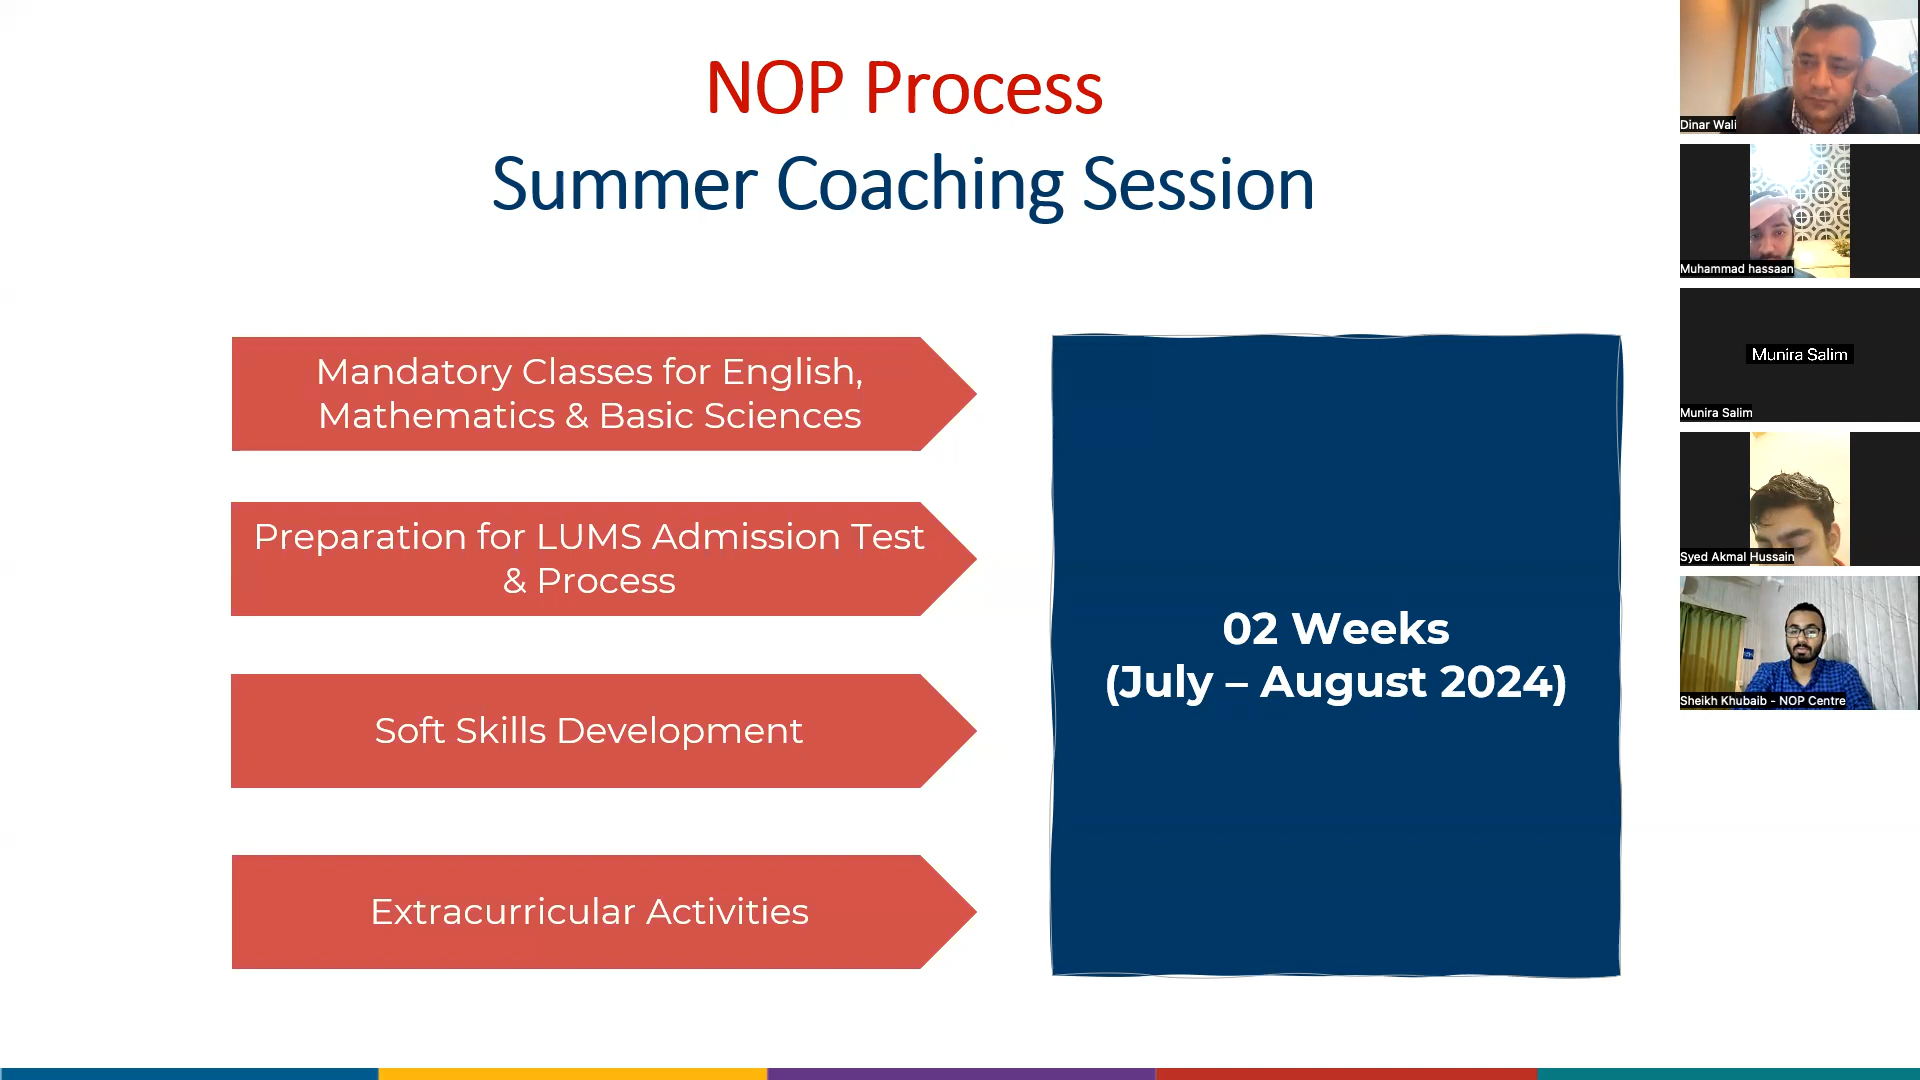 NOP Process
Summer Coaching Session
Mandatory Classes for English,
Mathematics & Basic Sciences
Preparation for LUMS Admission Test
& Process
Soft Skills Development
Extracurricular Activities
02 Weeks
(July – August 2024)
Dinar Wali
Muhammad hassaan
Munira Salim
Munira Salim
Syed Akmal Hussain
Sheikh Khubaib - NOP Centre